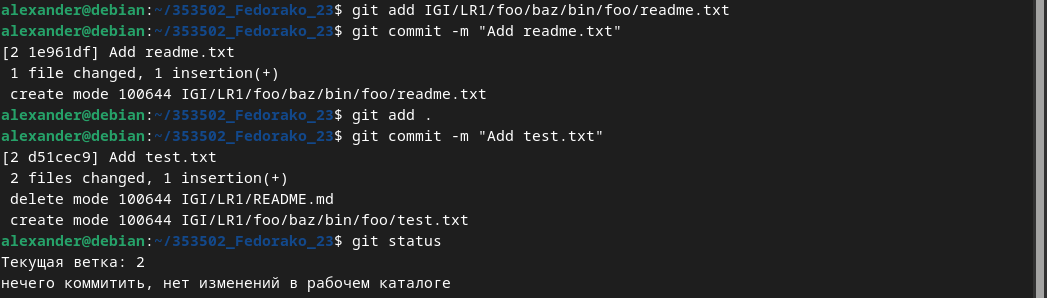 alexander@debian:~/353502_Fedorako_23$ git add IGI/LR1/foo/baz/bin/foo/readme.txt
alexander@debian:~/353502_Fedorako_23$ git commit -m "Add readme.txt"
[2 1e961df] Add readme.txt
 1 file changed, 1 insertion(+)
 create mode 100644 IGI/LR1/foo/baz/bin/foo/readme.txt
alexander@debian:~/353502_Fedorako_23$ git add .
alexander@debian:~/353502_Fedorako_23$ git commit -m "Add test.txt"
[2 d51cec9] Add test.txt
 2 files changed, 1 insertion(+)
 delete mode 100644 IGI/LR1/README.md
 create mode 100644 IGI/LR1/foo/baz/bin/foo/test.txt
alexander@debian:~/353502_Fedorako_23$ git status
Текущая ветка: 2
нечего коммитить, нет изменений в рабочем каталоге